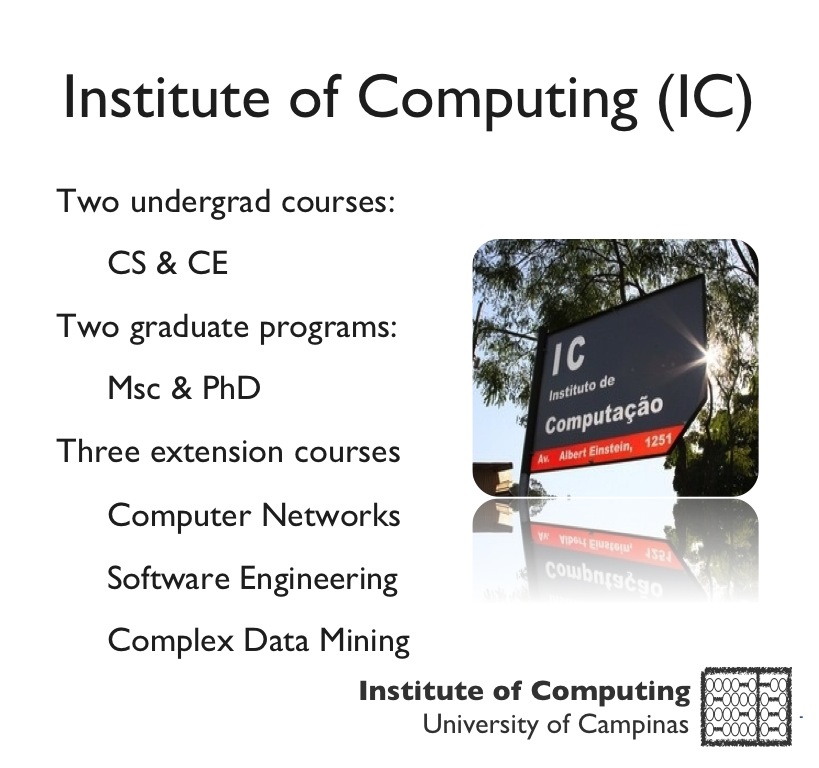 Institute of Computing (IC)
Two undergrad courses:
CS & CE
Two graduate programs:
Msc & PhD
Three extension courses
Computer Networks
Software Engineering
Complex Data Mining
IC
Instituto de
Computação
Av. Albert Einstein, 1251
Institute of Computing
University of Campinas